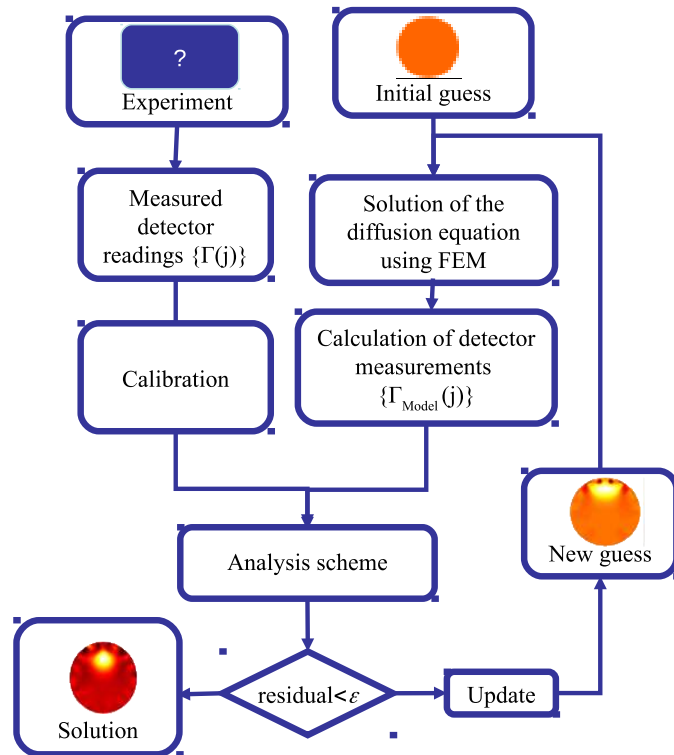 ?
Experiment
Initial guess
Measured
detector
readings {Γ(j)}
Solution of the
diffusion equation
using FEM
Calibration
Calculation of detector
measurements
{Γ_Model (j)}
New guess
Analysis scheme
residual<ε
Update
Solution